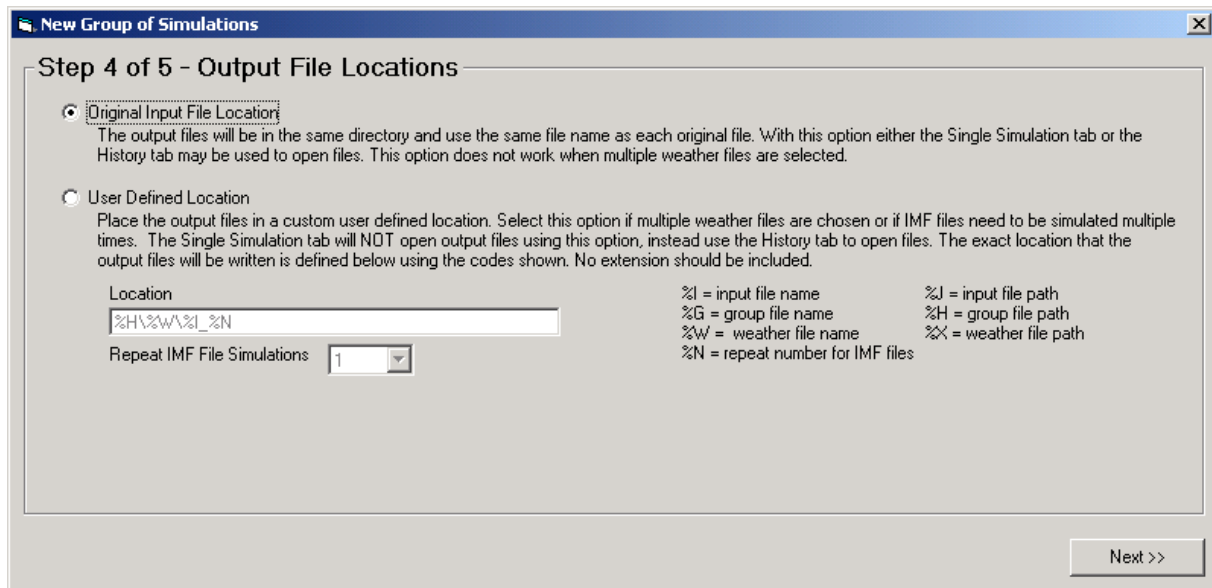 New Group of Simulations
Step 4 of 5 - Output File Locations
Original Input File Location
The output files will be in the same directory and use the same file name as each original file. With this option either the Single Simulation tab or the
History tab may be used to open files. This option does not work when multiple weather files are selected.
User Defined Location
Place the output files in a custom user defined location. Select this option if multiple weather files are chosen or if IMF files need to be simulated multiple
times. The Single Simulation tab will NOT open output files using this option, instead use the History tab to open files. The exact location that the
output files will be written is defined below using the codes shown. No extension should be included.
Location
%H\%W\%I_%N
Repeat IMF File Simulations
1
%I = input file name
%G = group file name
%W = weather file name
%N = repeat number for IMF files
%J = input file path
%H = group file path
%X = weather file path
Next >>